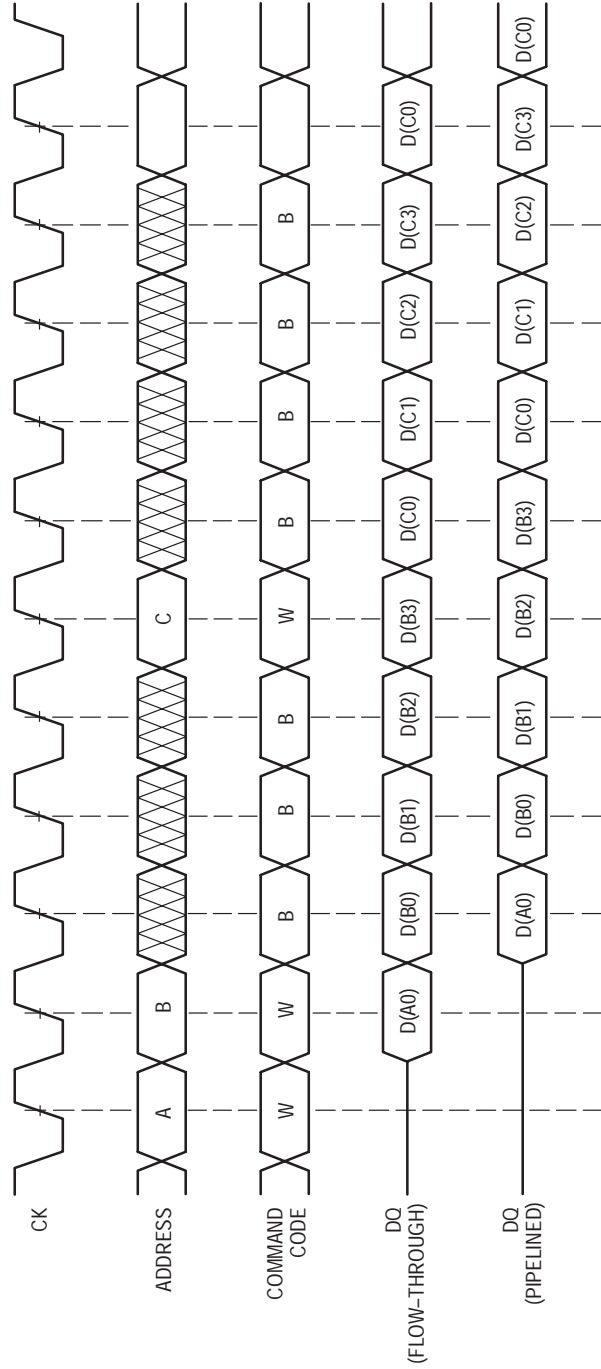 CK
ADDRESS
A B C
COMMAND
CODE
W W B B B W B B B B
DQ
(FLOW–THROUGH)
D(A0) D(B0) D(B1) D(B2) D(B3) D(C0) D(C1) D(C2) D(C3) D(C0)
DQ
(PIPELINED)
D(A0) D(B0) D(B1) D(B2) D(B3) D(C0) D(C1) D(C2) D(C3) D(C0)